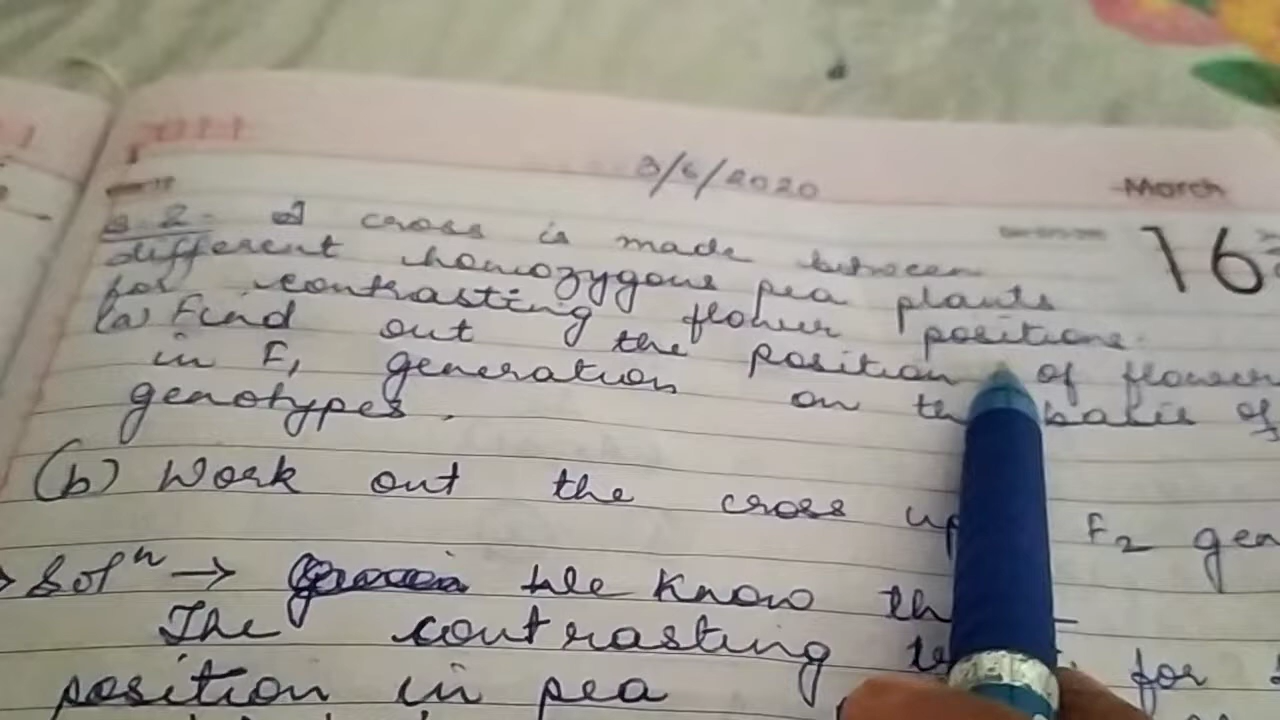 3/6/2020
March
16
Q.2- A cross is made between
different homozygous pea plants
for contrasting flower positions.
(a) Find out the position of flower
in F₁ generation on the basis of
genotypes.
(b) Work out the cross up F₂ gen
Solⁿ → We know
The contrasting for
position in pea